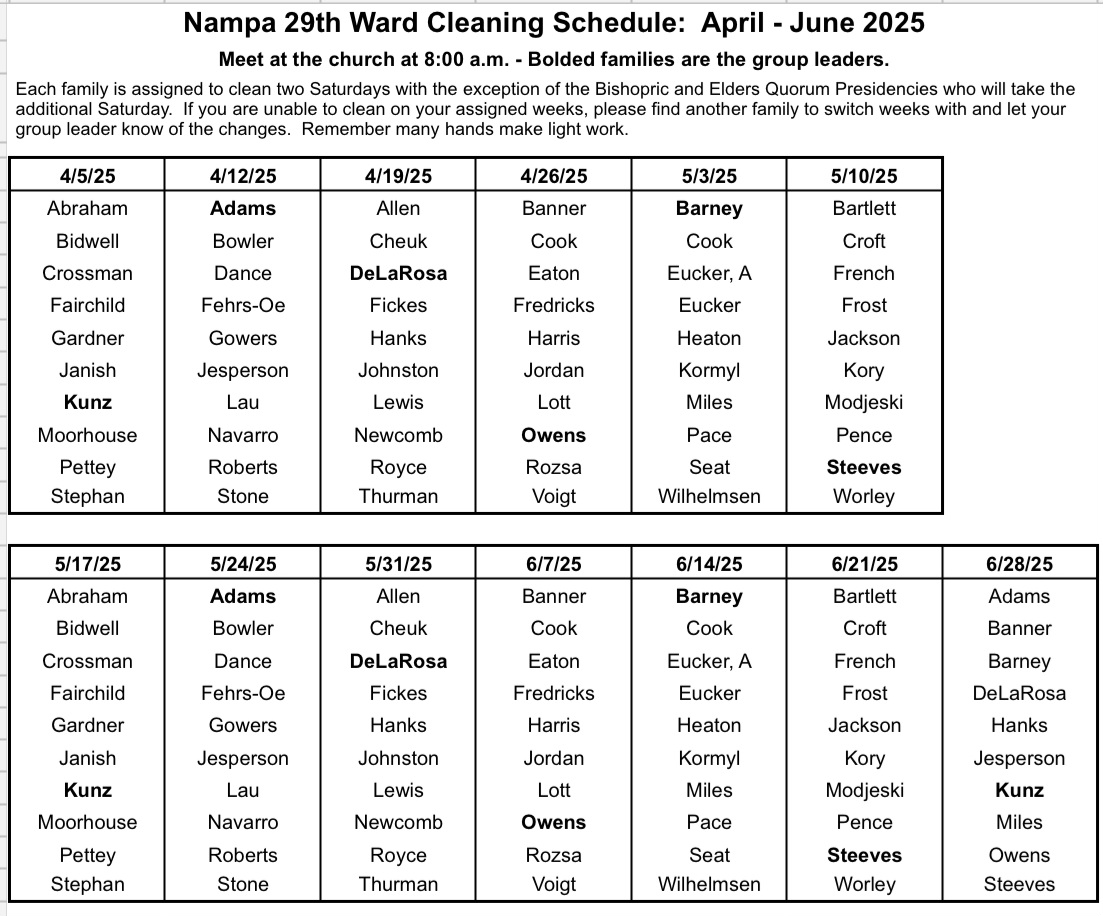 Nampa 29th Ward Cleaning Schedule:  April - June 2025
Meet at the church at 8:00 a.m. - Bolded families are the group leaders.
Each family is assigned to clean two Saturdays with the exception of the Bishopric and Elders Quorum Presidencies who will take the
additional Saturday.  If you are unable to clean on your assigned weeks, please find another family to switch weeks with and let your
group leader know of the changes.  Remember many hands make light work.
4/5/25 4/12/25 4/19/25 4/26/25 5/3/25 5/10/25
Abraham Adams Allen Banner Barney Bartlett
Bidwell Bowler Cheuk Cook Cook Croft
Crossman Dance DeLaRosa Eaton Eucker, A French
Fairchild Fehrs-Oe Fickes Fredricks Eucker Frost
Gardner Gowers Hanks Harris Heaton Jackson
Janish Jesperson Johnston Jordan Kormyl Kory
Kunz Lau Lewis Lott Miles Modjeski
Moorhouse Navarro Newcomb Owens Pace Pence
Pettey Roberts Royce Rozsa Seat Steeves
Stephan Stone Thurman Voigt Wilhelmsen Worley
5/17/25 5/24/25 5/31/25 6/7/25 6/14/25 6/21/25 6/28/25
Abraham Adams Allen Banner Barney Bartlett Adams
Bidwell Bowler Cheuk Cook Cook Croft Banner
Crossman Dance DeLaRosa Eaton Eucker, A French Barney
Fairchild Fehrs-Oe Fickes Fredricks Eucker Frost DeLaRosa
Gardner Gowers Hanks Harris Heaton Jackson Hanks
Janish Jesperson Johnston Jordan Kormyl Kory Jesperson
Kunz Lau Lewis Lott Miles Modjeski Kunz
Moorhouse Navarro Newcomb Owens Pace Pence Miles
Pettey Roberts Royce Rozsa Seat Steeves Owens
Stephan Stone Thurman Voigt Wilhelmsen Worley Steeves